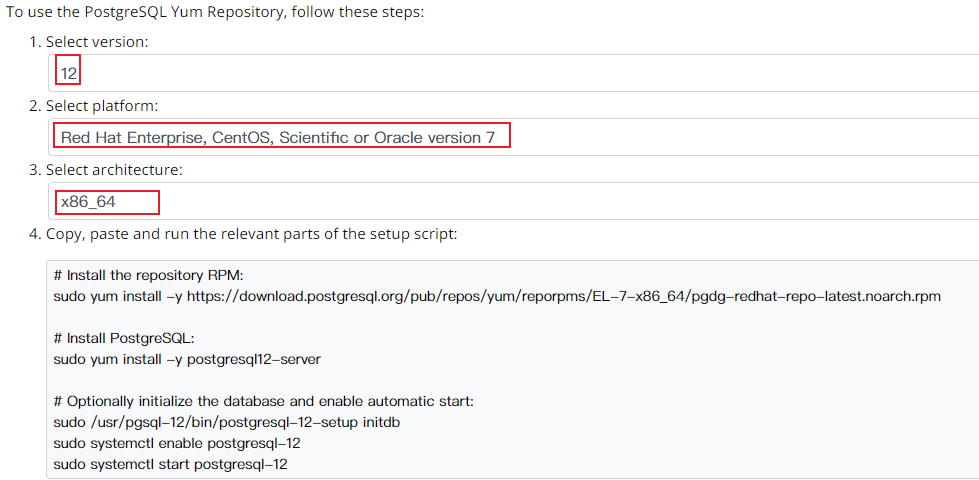 To use the PostgreSQL Yum Repository, follow these steps:
1. Select version:
12
2. Select platform:
Red Hat Enterprise, CentOS, Scientific or Oracle version 7
3. Select architecture:
x86_64
4. Copy, paste and run the relevant parts of the setup script:
# Install the repository RPM:
sudo yum install -y https://download.postgresql.org/pub/repos/yum/reporpms/EL-7-x86_64/pgdg-redhat-repo-latest.noarch.rpm
# Install PostgreSQL:
sudo yum install -y postgresql12-server
# Optionally initialize the database and enable automatic start:
sudo /usr/pgsql-12/bin/postgresql-12-setup initdb
sudo systemctl enable postgresql-12
sudo systemctl start postgresql-12